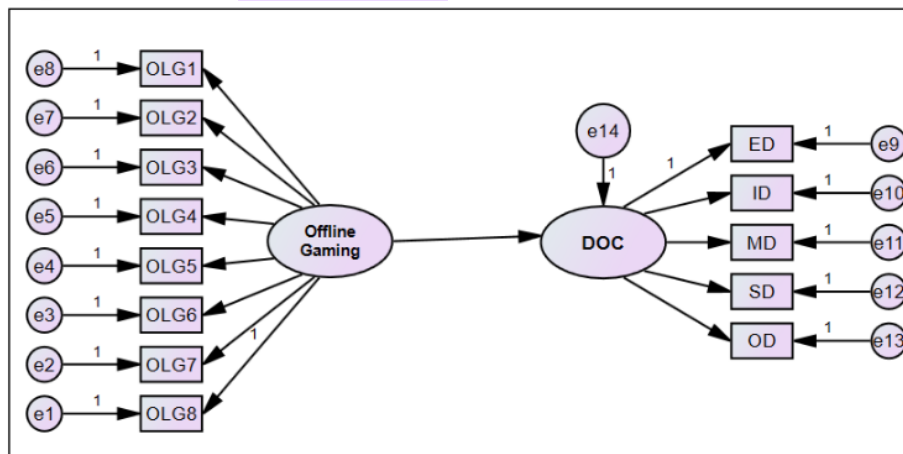 e8 1 OLG1
e7 1 OLG2
e6 1 OLG3
e5 1 OLG4
e4 1 OLG5
e3 1 OLG6
e2 1 OLG7
e1 1 OLG8
1
Offline
Gaming
e14
1
DOC
1
ED 1 e9
ID 1 e10
MD 1 e11
SD 1 e12
OD 1 e13